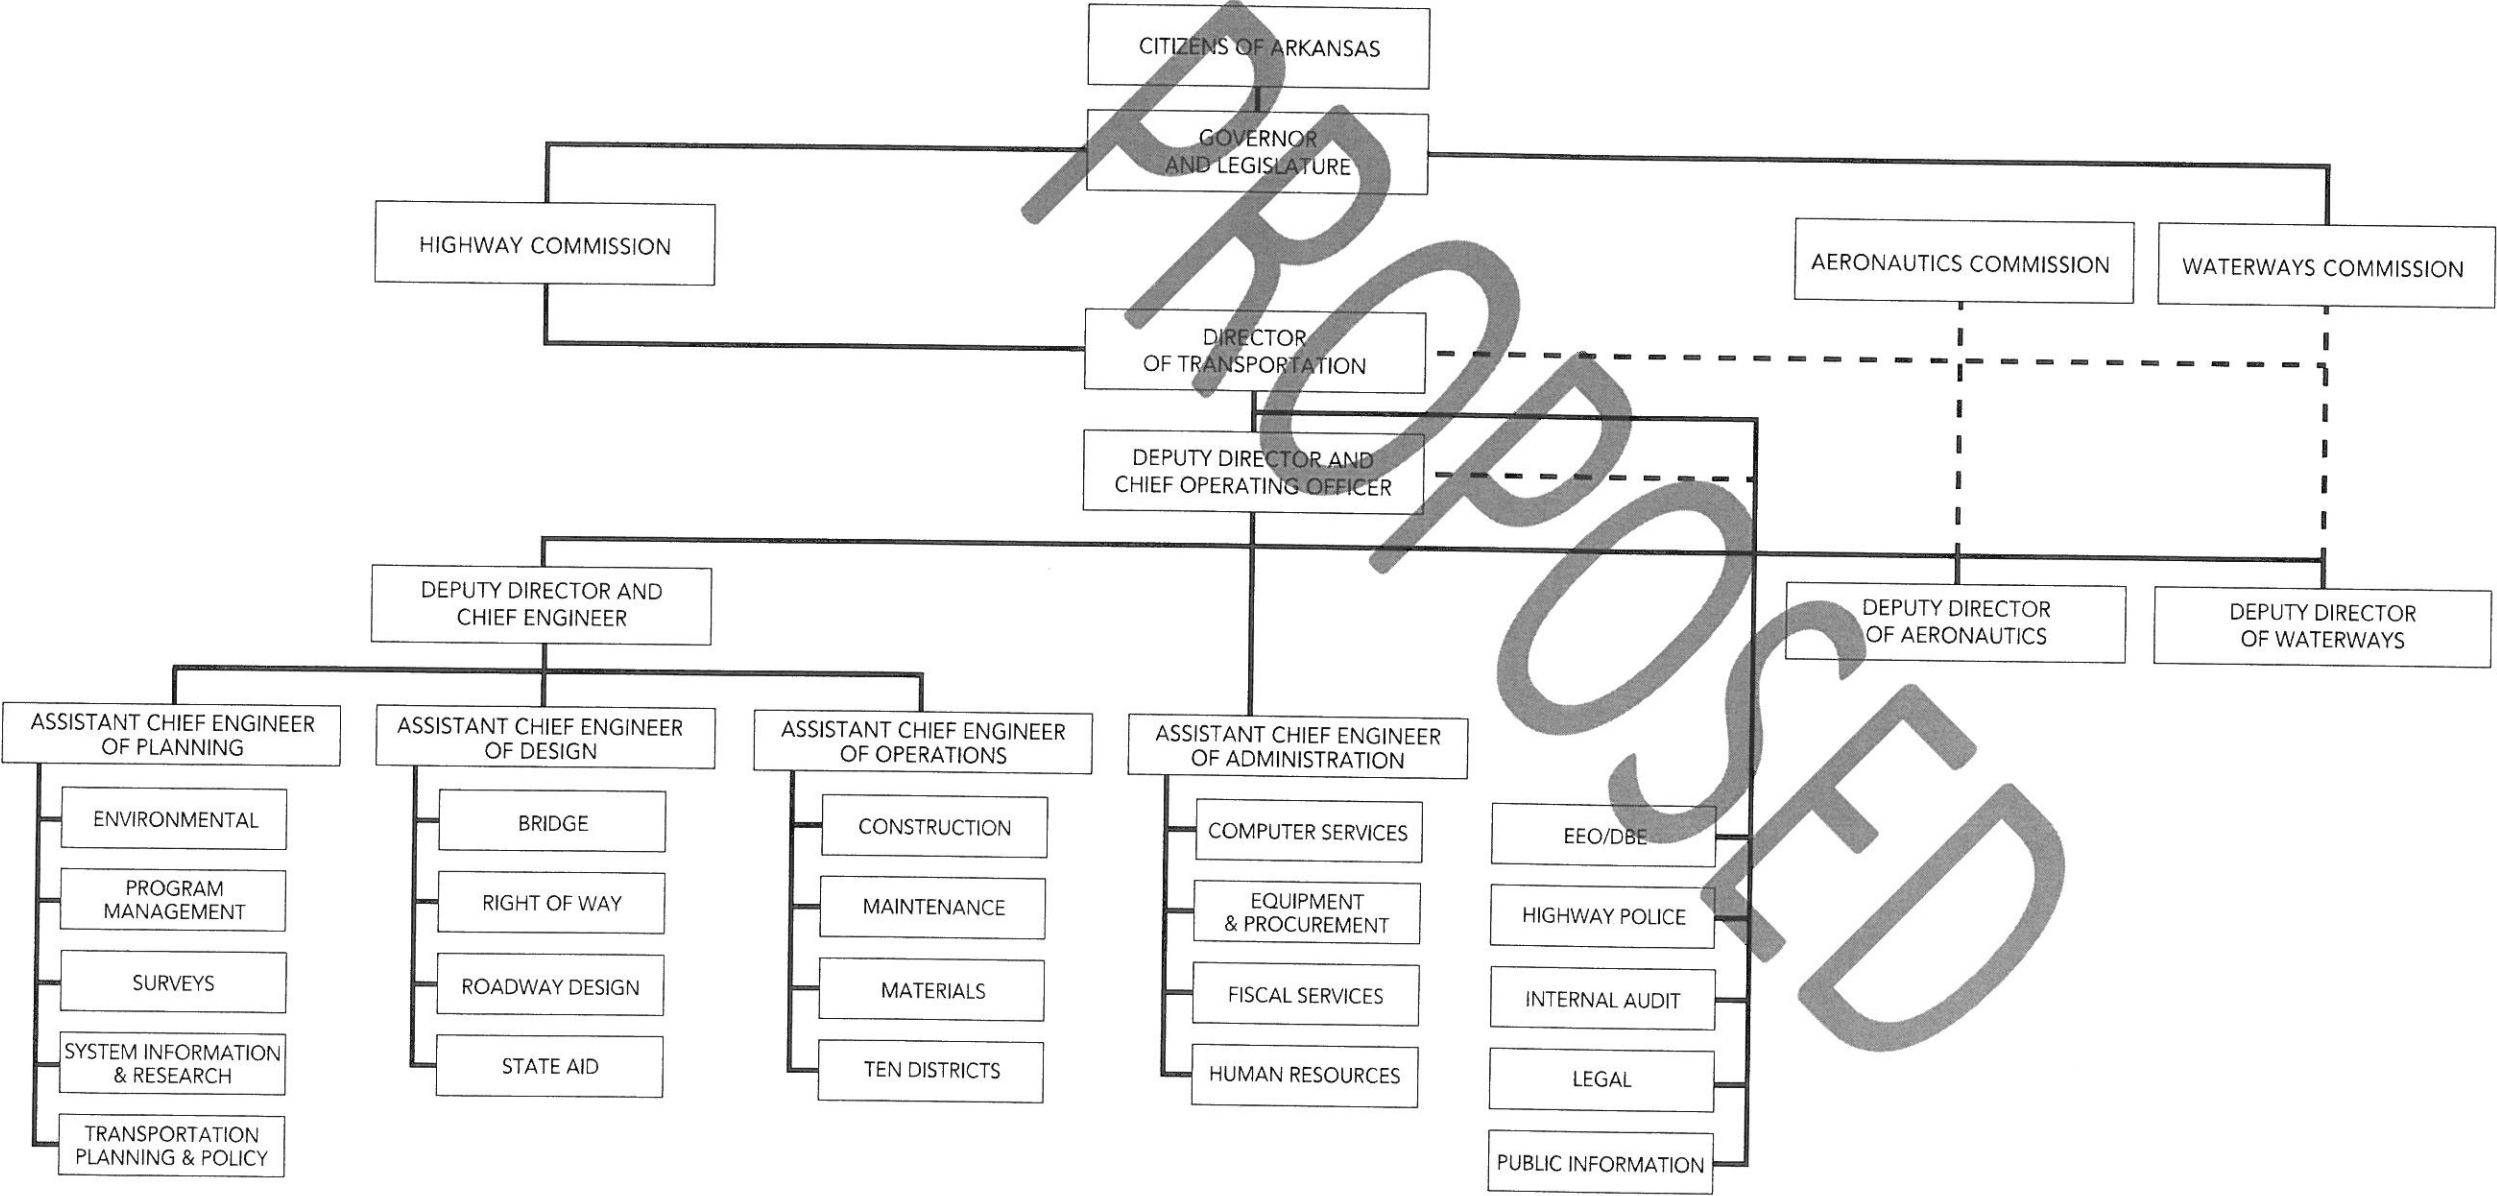 CITIZENS OF ARKANSAS
GOVERNOR
AND LEGISLATURE
HIGHWAY COMMISSION
AERONAUTICS COMMISSION
WATERWAYS COMMISSION
DIRECTOR
OF TRANSPORTATION
DEPUTY DIRECTOR AND
CHIEF OPERATING OFFICER
DEPUTY DIRECTOR AND
CHIEF ENGINEER
DEPUTY DIRECTOR
OF AERONAUTICS
DEPUTY DIRECTOR
OF WATERWAYS
ASSISTANT CHIEF ENGINEER
OF PLANNING
ENVIRONMENTAL
PROGRAM
MANAGEMENT
SURVEYS
SYSTEM INFORMATION
& RESEARCH
TRANSPORTATION
PLANNING & POLICY
ASSISTANT CHIEF ENGINEER
OF DESIGN
BRIDGE
RIGHT OF WAY
ROADWAY DESIGN
STATE AID
ASSISTANT CHIEF ENGINEER
OF OPERATIONS
CONSTRUCTION
MAINTENANCE
MATERIALS
TEN DISTRICTS
ASSISTANT CHIEF ENGINEER
OF ADMINISTRATION
COMPUTER SERVICES
EQUIPMENT
& PROCUREMENT
FISCAL SERVICES
HUMAN RESOURCES
EEO/DBE
HIGHWAY POLICE
INTERNAL AUDIT
LEGAL
PUBLIC INFORMATION
PROPOSED